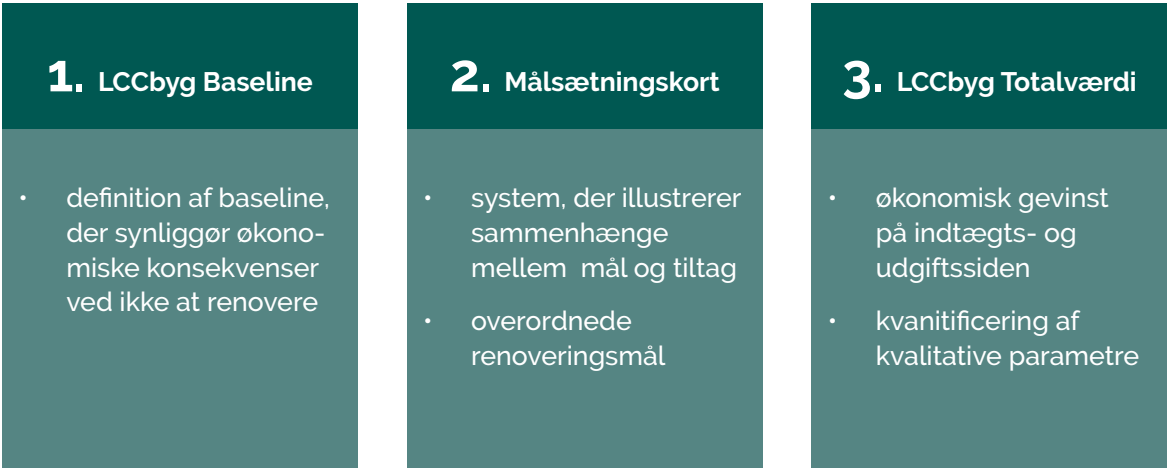 1. LCCbyg Baseline
• definition af baseline,
der synliggør økono-
miske konsekvenser
ved ikke at renovere
2. Målsætningskort
• system, der illustrerer
sammenhænge
mellem mål og tiltag
• overordnede
renoveringsmål
3. LCCbyg Totalværdi
• økonomisk gevinst
på indtægts- og
udgiftssiden
• kvanitificering af
kvalitative parametre